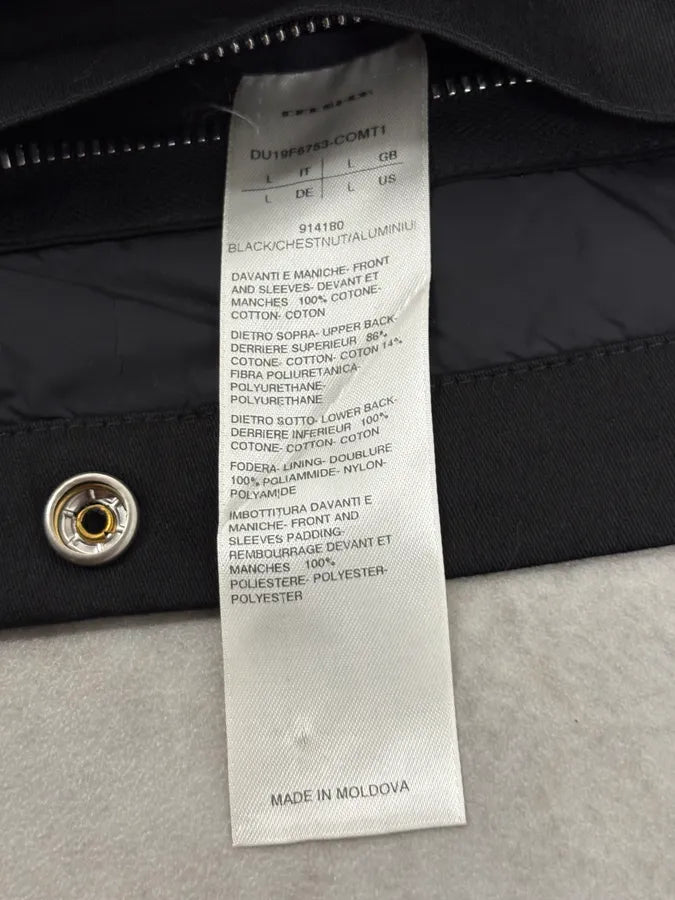 DU19F6753-COMT1
L IT L GB
L DE L US
914180
BLACK/CHESTNUT/ALUMINIU
DAVANTI E MANICHE- FRONT
AND SLEEVES- DEVANT ET
MANCHES 100% COTONE-
COTTON- COTON
DIETRO SOPRA- UPPER BACK-
DERRIERE SUPERIEUR 86%
COTONE- COTTON- COTON 14%
FIBRA POLIURETANICA-
POLYURETHANE-
POLYURETHANE
DIETRO SOTTO- LOWER BACK-
DERRIERE INFERIEUR 100%
COTONE- COTTON- COTON
FODERA- LINING- DOUBLURE
100% POLIAMMIDE- NYLON-
POLYAMIDE
IMBOTTITURA DAVANTI E
MANICHE- FRONT AND
SLEEVES PADDING-
REMBOURRAGE DEVANT ET
MANCHES 100%
POLIESTERE- POLYESTER-
POLYESTER
MADE IN MOLDOVA